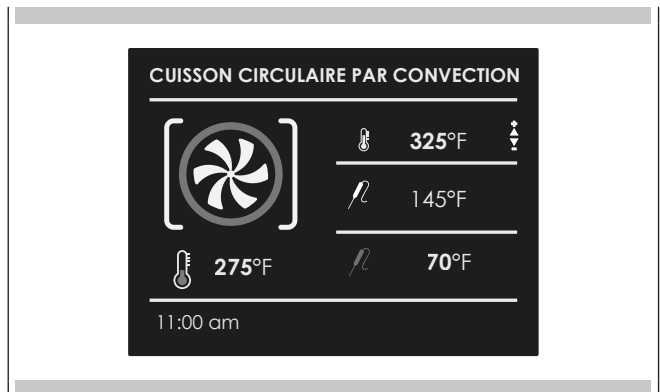 CUISSON CIRCULAIRE PAR CONVECTION
325°F
145°F
275°F
70°F
11:00 am